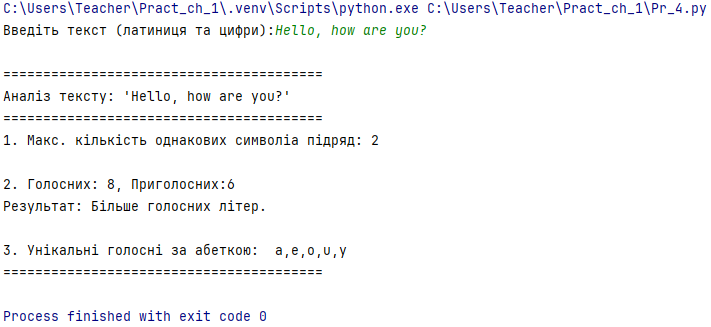 C:\Users\Teacher\Pract_ch_1\.venv\Scripts\python.exe C:\Users\Teacher\Pract_ch_1\Pr_4.py
Введіть текст (латиниця та цифри):Hello, how are you?
========================================
Аналіз тексту: 'Hello, how are you?'
========================================
1. Макс. кількість однакових символіа підряд: 2
2. Голосних: 8, Приголосних:6
Результат: Більше голосних літер.
3. Унікальні голосні за абеткою:  a,e,o,u,y
========================================
Process finished with exit code 0